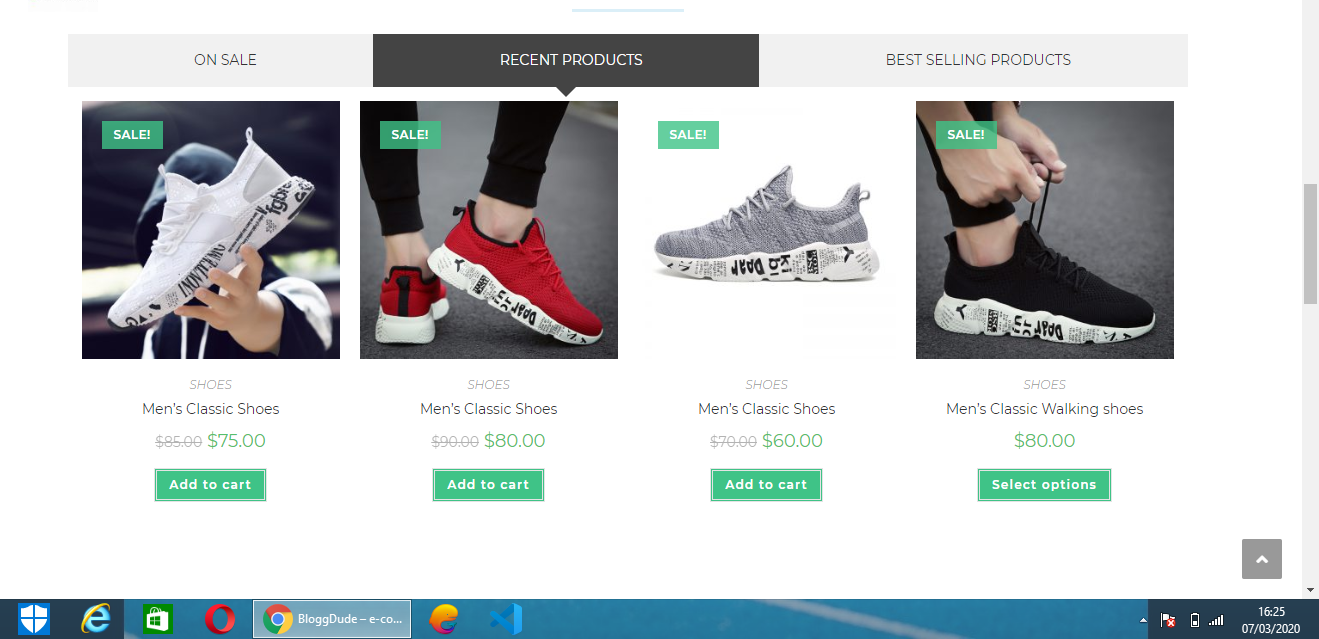 ON SALE
RECENT PRODUCTS
BEST SELLING PRODUCTS
SALE!
SALE!
SALE!
SALE!
SHOES
SHOES
SHOES
SHOES
Men's Classic Shoes
Men's Classic Shoes
Men's Classic Shoes
Men's Classic Walking shoes
$85.00 $75.00
$90.00 $80.00
$70.00 $60.00
$80.00
Add to cart
Add to cart
Add to cart
Select options
BloggDude – e-co...
16:25
07/03/2020